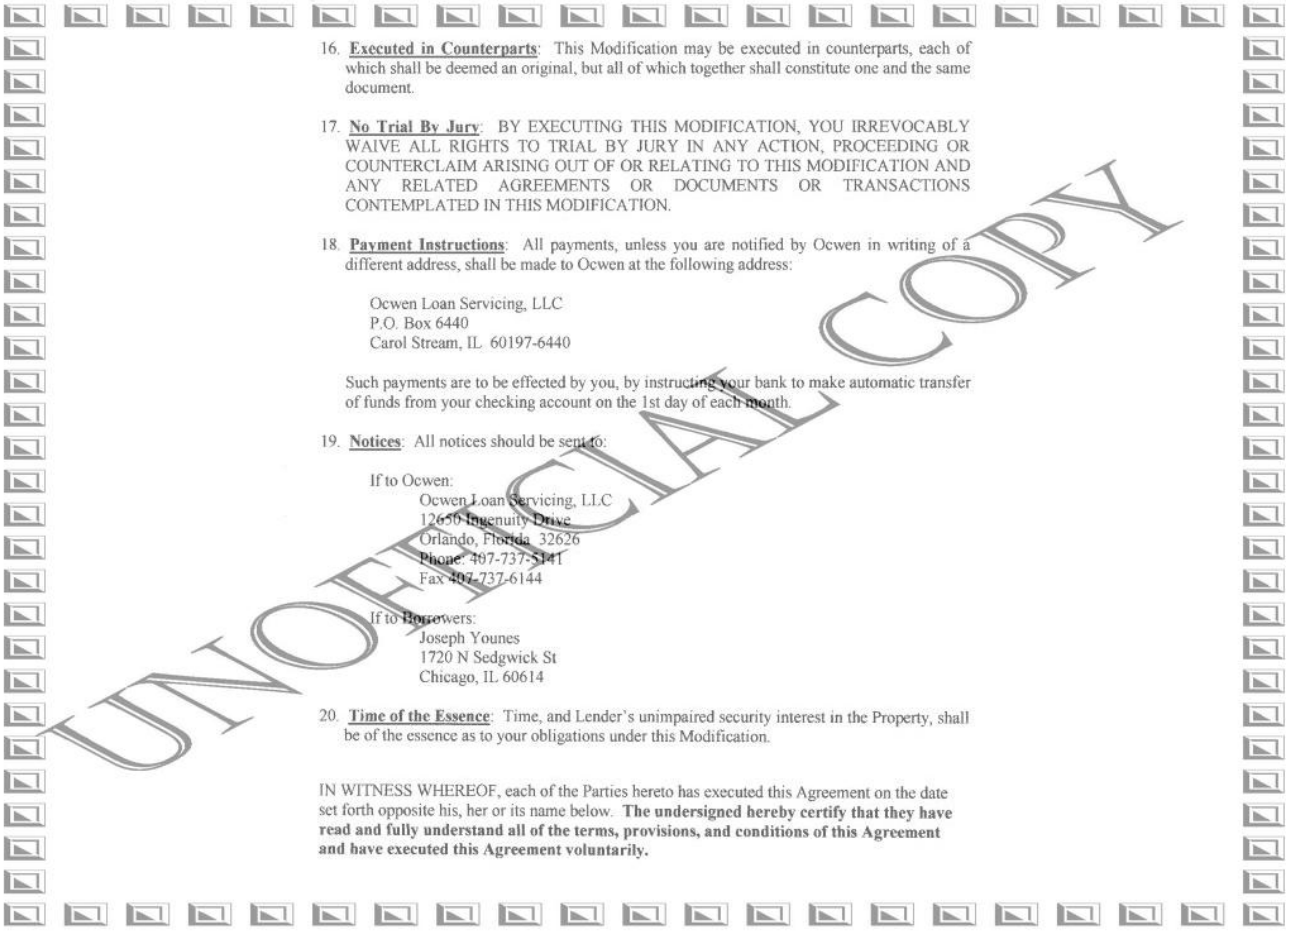 16. Executed in Counterparts: This Modification may be executed in counterparts, each of
which shall be deemed an original, but all of which together shall constitute one and the same
document.
17. No Trial By Jury: BY EXECUTING THIS MODIFICATION, YOU IRREVOCABLY
WAIVE ALL RIGHTS TO TRIAL BY JURY IN ANY ACTION, PROCEEDING OR
COUNTERCLAIM ARISING OUT OF OR RELATING TO THIS MODIFICATION AND
ANY RELATED AGREEMENTS OR DOCUMENTS OR TRANSACTIONS
CONTEMPLATED IN THIS MODIFICATION.
18. Payment Instructions: All payments, unless you are notified by Ocwen in writing of a
different address, shall be made to Ocwen at the following address:
Ocwen Loan Servicing, LLC
P.O. Box 6440
Carol Stream, IL 60197-6440
Such payments are to be effected by you, by instructing your bank to make automatic transfer
of funds from your checking account on the 1st day of each month.
19. Notices: All notices should be sent to:
If to Ocwen:
Ocwen Loan Servicing, LLC
12650 Ingenuity Drive
Orlando, Florida 32626
Phone: 407-737-5141
Fax 407-737-6144
If to Borrowers:
Joseph Younes
1720 N Sedgwick St
Chicago, IL 60614
20. Time of the Essence: Time, and Lender's unimpaired security interest in the Property, shall
be of the essence as to your obligations under this Modification.
IN WITNESS WHEREOF, each of the Parties hereto has executed this Agreement on the date
set forth opposite his, her or its name below. The undersigned hereby certify that they have
read and fully understand all of the terms, provisions, and conditions of this Agreement
and have executed this Agreement voluntarily.
UNOFFICIAL COPY